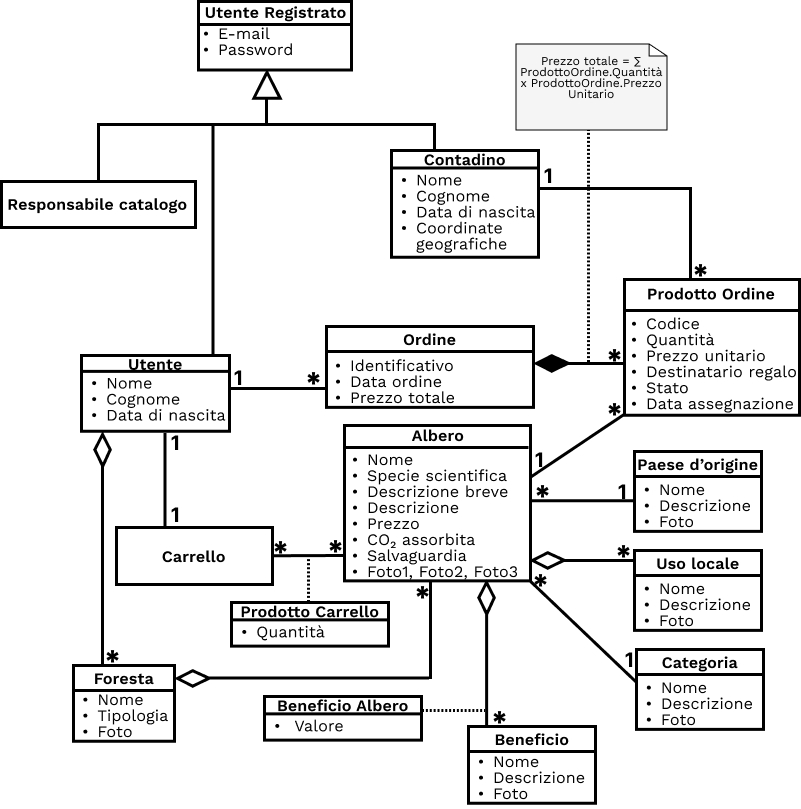 Utente Registrato
• E-mail
• Password
Prezzo totale = ∑
ProdottoOrdine.Quantità
x ProdottoOrdine.Prezzo
Unitario
Responsabile catalogo
Contadino
• Nome
• Cognome
• Data di nascita
• Coordinate
geografiche
1
*
Prodotto Ordine
• Codice
• Quantità
• Prezzo unitario
• Destinatario regalo
• Stato
• Data assegnazione
Ordine
• Identificativo
• Data ordine
• Prezzo totale
*
*
Utente
• Nome
• Cognome
• Data di nascita
1
*
1
1
Albero
• Nome
• Specie scientifica
• Descrizione breve
• Descrizione
• Prezzo
• CO₂ assorbita
• Salvaguardia
• Foto1, Foto2, Foto3
1
*
1
Paese d'origine
• Nome
• Descrizione
• Foto
*
Uso locale
• Nome
• Descrizione
• Foto
*
1
Categoria
• Nome
• Descrizione
• Foto
Carrello
*
*
Prodotto Carrello
• Quantità
*
*
Foresta
• Nome
• Tipologia
• Foto
Beneficio Albero
• Valore
*
Beneficio
• Nome
• Descrizione
• Foto